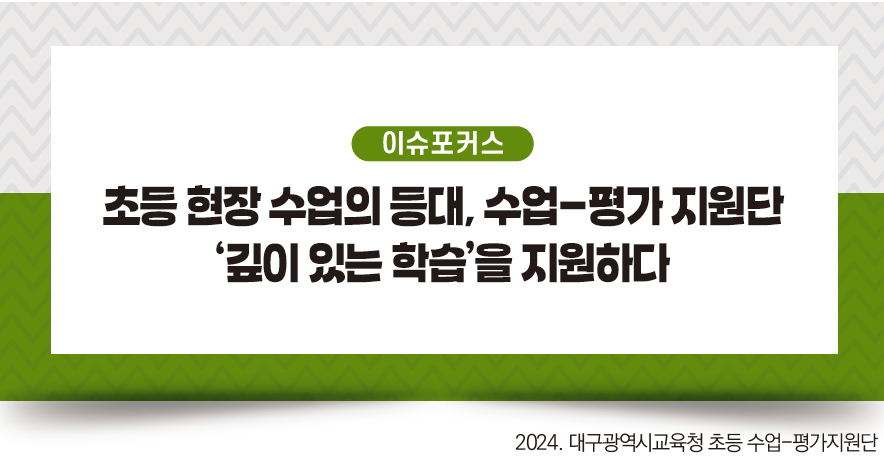 이슈포커스
초등 현장 수업의 등대, 수업-평가 지원단
‘깊이 있는 학습’을 지원하다
2024. 대구광역시교육청 초등 수업-평가지원단